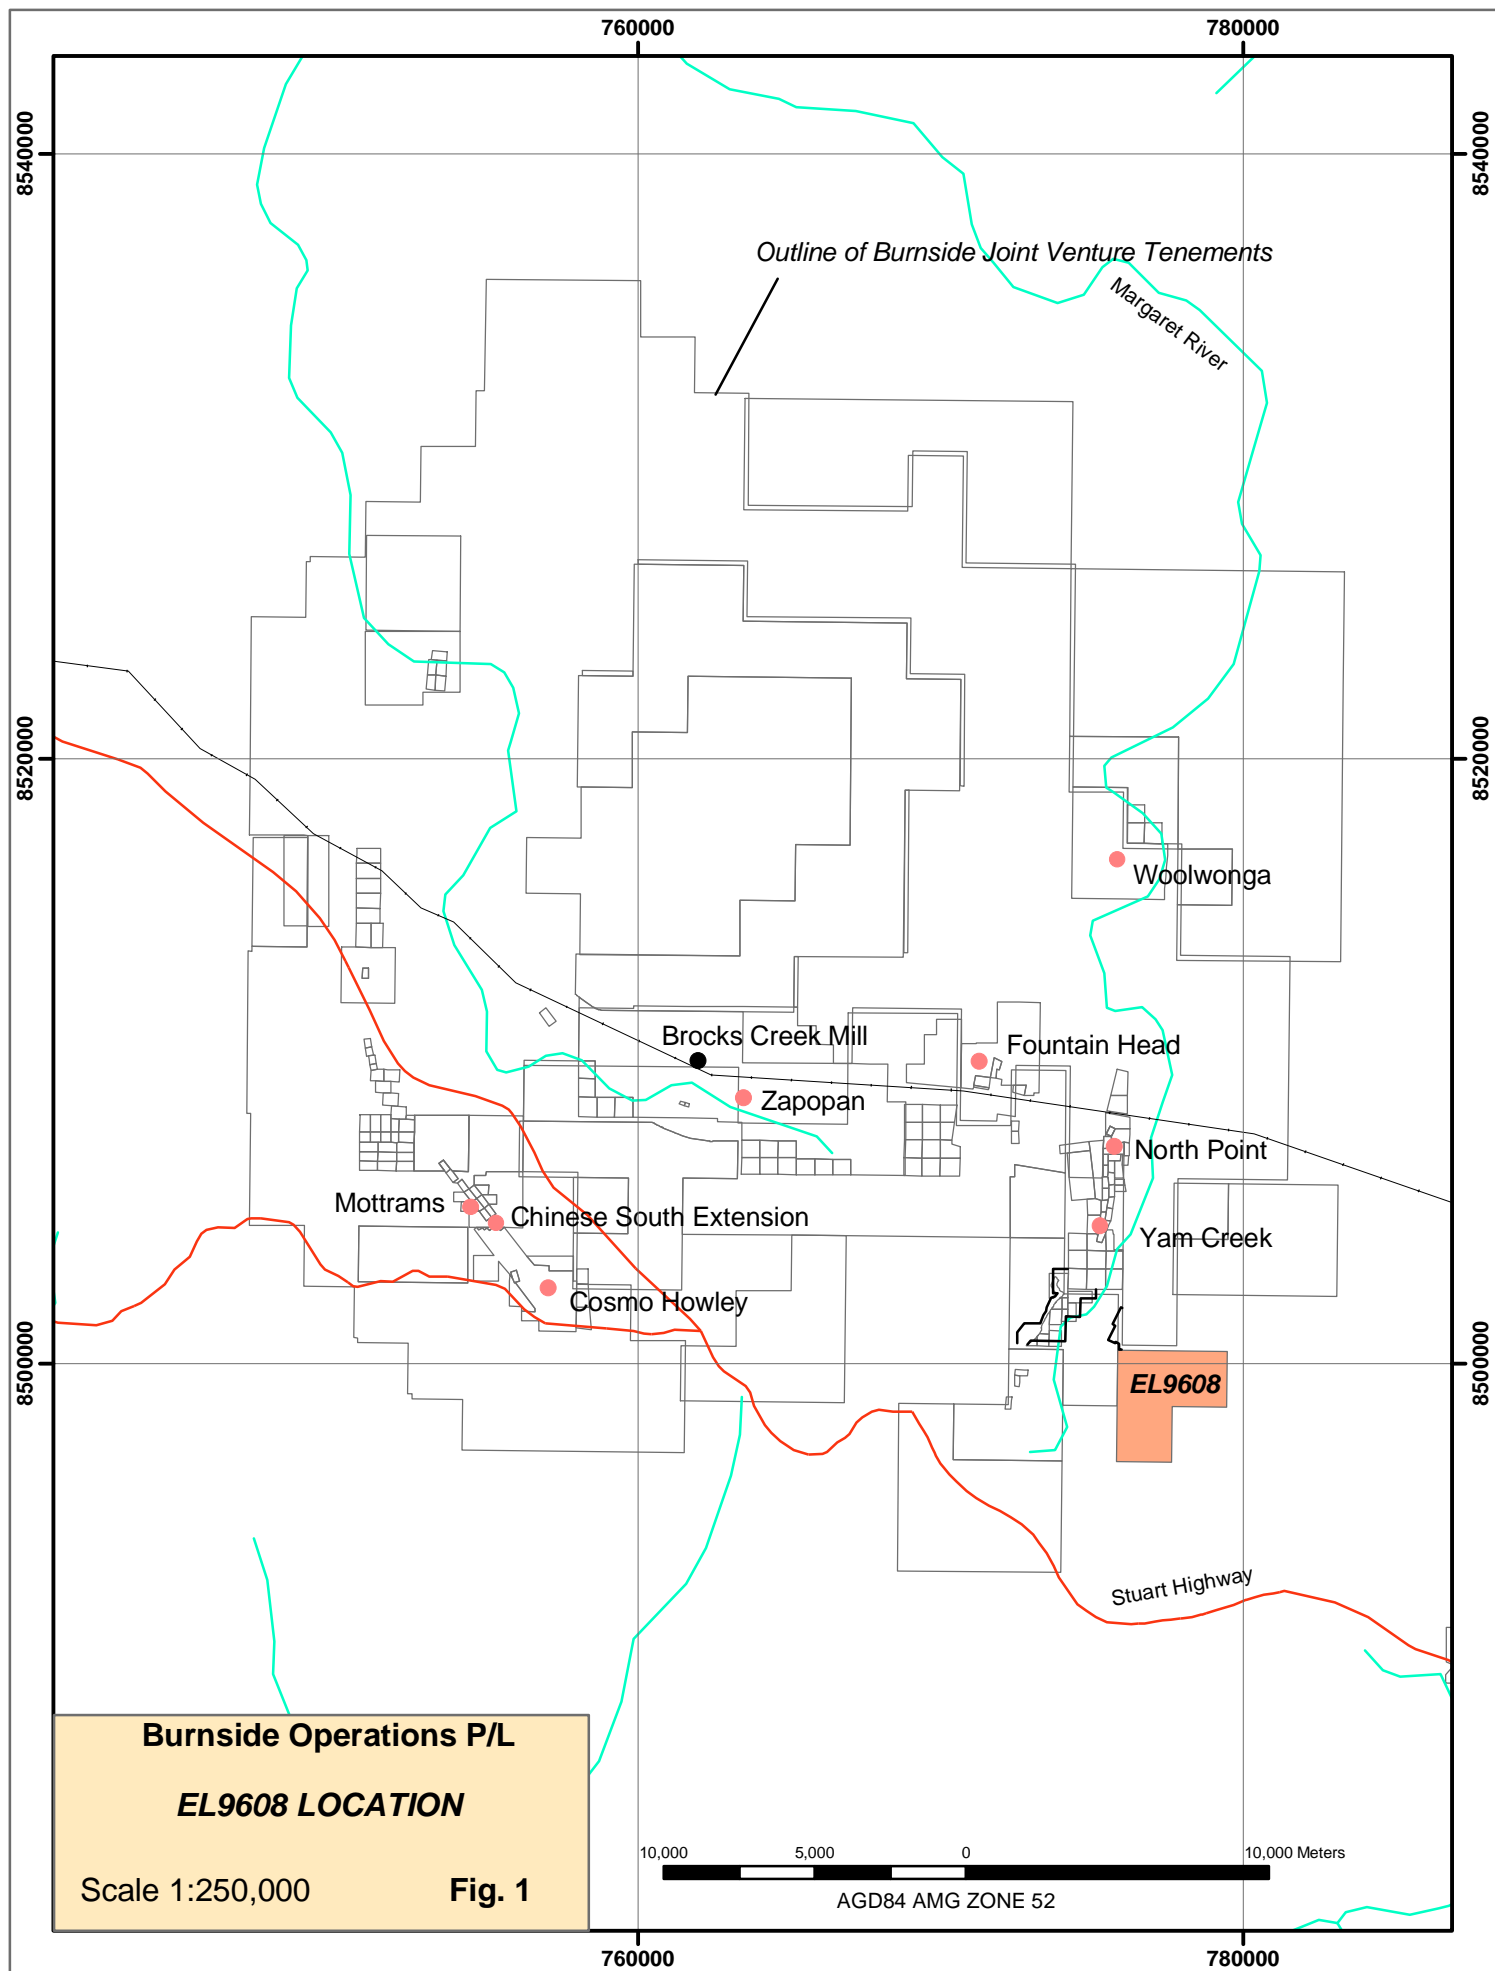 760000 780000
8540000 8540000
Outline of Burnside Joint Venture Tenements
Margaret River
8520000 8520000
Woolwonga
Brocks Creek Mill
Fountain Head
Zapopan
North Point
Mottrams
Chinese South Extension
Yam Creek
Cosmo Howley
8500000 8500000
EL9608
Stuart Highway
Burnside Operations P/L
EL9608 LOCATION
Scale 1:250,000 Fig. 1
10,000 5,000 0 10,000 Meters
AGD84 AMG ZONE 52
760000 780000